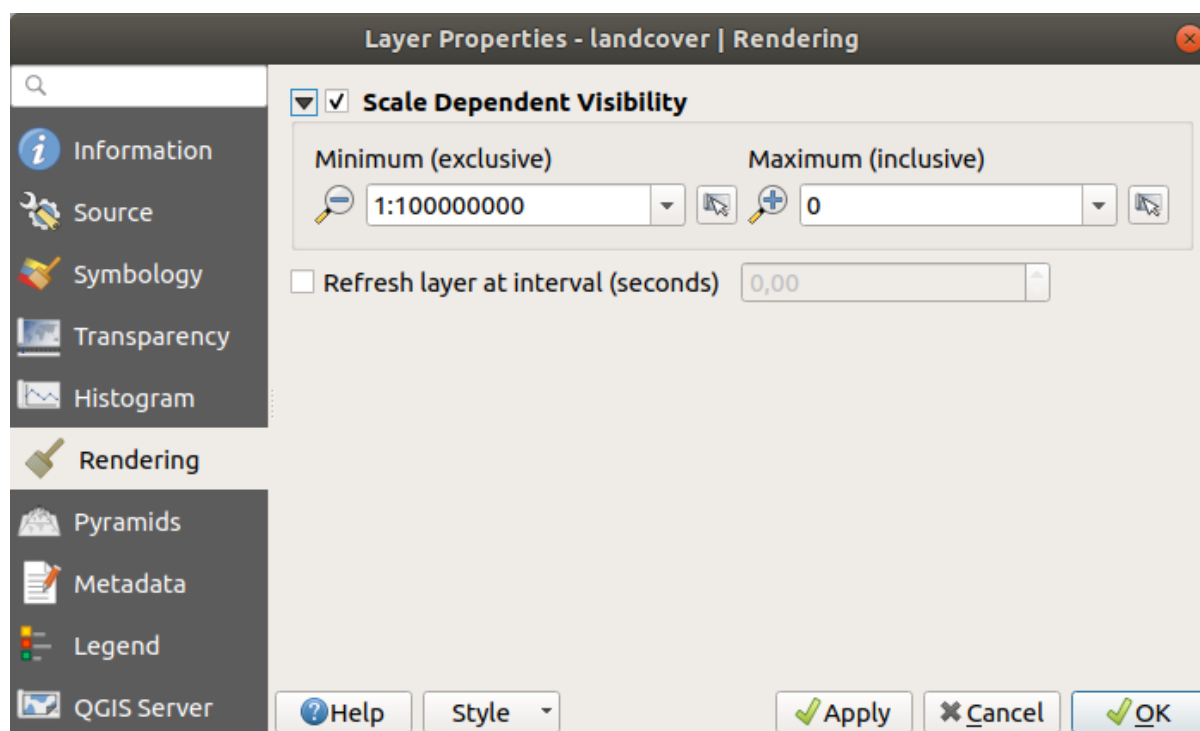 Layer Properties - landcover | Rendering
Information
Source
Symbology
Transparency
Histogram
Rendering
Pyramids
Metadata
Legend
QGIS Server
Scale Dependent Visibility
Minimum (exclusive) Maximum (inclusive)
1:100000000 0
Refresh layer at interval (seconds) 0,00
Help Style Apply Cancel OK